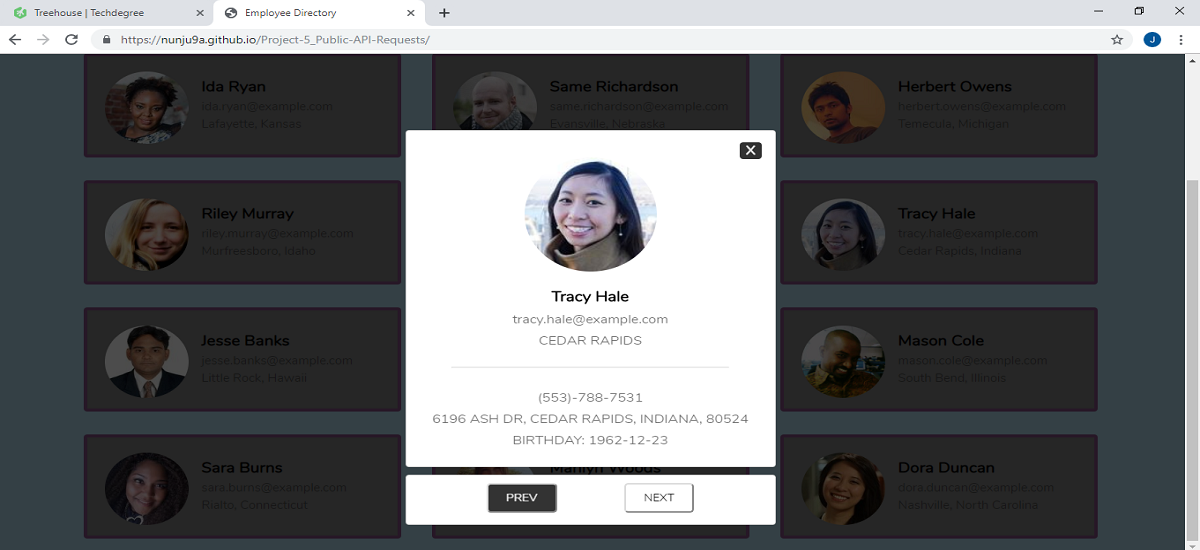 Treehouse | Techdegree
Employee Directory
https://nunju9a.github.io/Project-5_Public-API-Requests/
J
Ida Ryan
ida.ryan@example.com
Lafayette, Kansas
Same Richardson
same.richardson@example.com
Evansville, Nebraska
Herbert Owens
herbert.owens@example.com
Temecula, Michigan
X
Riley Murray
riley.murray@example.com
Murfreesboro, Idaho
Tracy Hale
tracy.hale@example.com
Cedar Rapids, Indiana
Tracy Hale
tracy.hale@example.com
CEDAR RAPIDS
(553)-788-7531
6196 ASH DR, CEDAR RAPIDS, INDIANA, 80524
BIRTHDAY: 1962-12-23
Jesse Banks
jesse.banks@example.com
Little Rock, Hawaii
Mason Cole
mason.cole@example.com
South Bend, Illinois
Sara Burns
sara.burns@example.com
Rialto, Connecticut
Marilyn Woods
Dora Duncan
dora.duncan@example.com
Nashville, North Carolina
PREV
NEXT